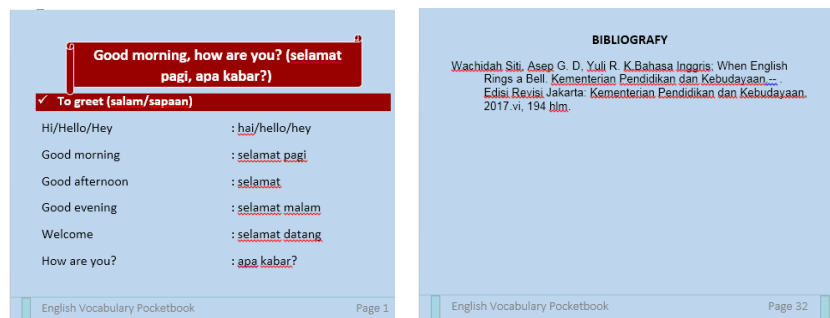 Good morning, how are you? (selamat
pagi, apa kabar?)
✓ To greet (salam/sapaan)
Hi/Hello/Hey : hai/hello/hey
Good morning : selamat pagi
Good afternoon : selamat
Good evening : selamat malam
Welcome : selamat datang
How are you? : apa kabar?
English Vocabulary Pocketbook Page 1
BIBLIOGRAFY
Wachidah Siti, Asep G. D, Yuli R. K.Bahasa Inggris; When English
Rings a Bell. Kementerian Pendidikan dan Kebudayaan.-- .
Edisi Revisi Jakarta: Kementerian Pendidikan dan Kebudayaan,
2017.vi, 194 hlm.
English Vocabulary Pocketbook Page 32